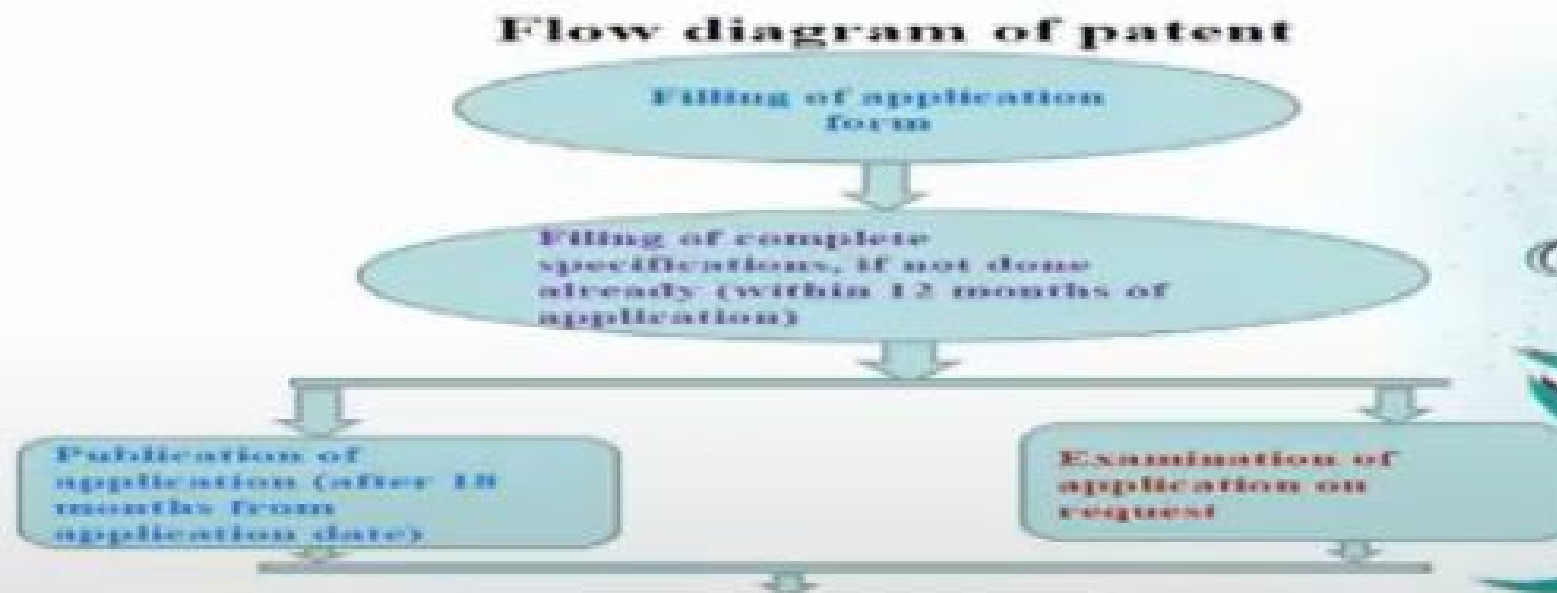 Flow diagram of patent
Filling of application
form
Filing of complete
specifications, if not done
already (within 12 months of
application)
Publication of
application (after 18
months from
application date)
Examination of
application on
request